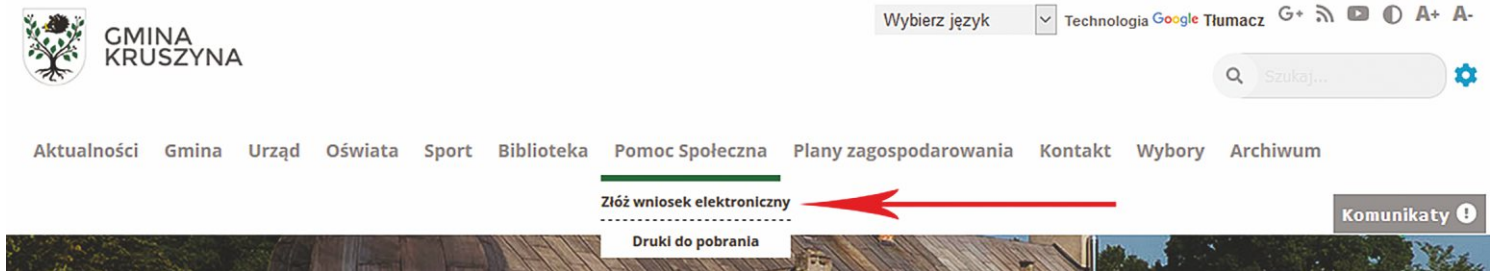 Wybierz język Technologia Google Tłumacz G+ A+ A-
GMINA
KRUSZYNA
Szukaj...
Aktualności Gmina Urząd Oświata Sport Biblioteka Pomoc Społeczna Plany zagospodarowania Kontakt Wybory Archiwum
Złóż wniosek elektroniczny
Komunikaty !
Druki do pobrania